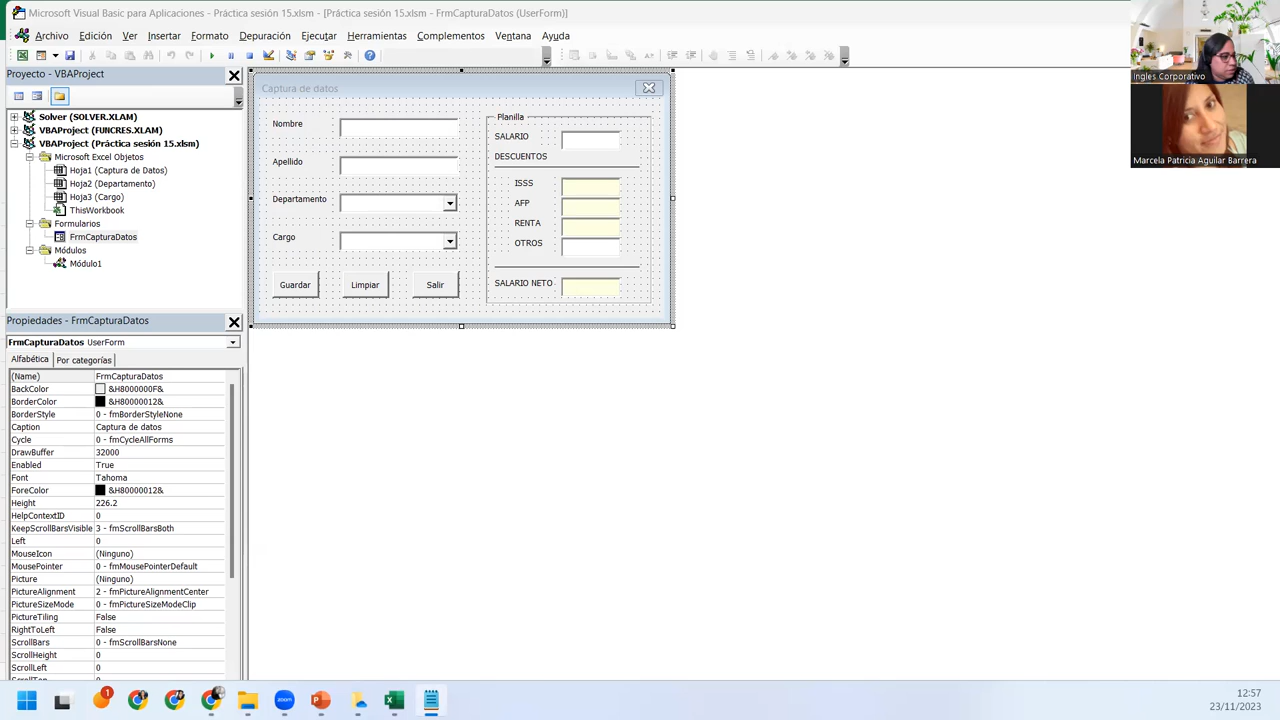 Microsoft Visual Basic para Aplicaciones - Práctica sesión 15.xlsm - [Práctica sesión 15.xlsm - FrmCapturaDatos (UserForm)]
Archivo Edición Ver Insertar Formato Depuración Ejecutar Herramientas Complementos Ventana Ayuda
Proyecto - VBAProject
Solver (SOLVER.XLAM)
VBAProject (FUNCRES.XLAM)
VBAProject (Práctica sesión 15.xlsm)
Microsoft Excel Objetos
Hoja1 (Captura de Datos)
Hoja2 (Departamento)
Hoja3 (Cargo)
ThisWorkbook
Formularios
FrmCapturaDatos
Módulos
Módulo1
Propiedades - FrmCapturaDatos
FrmCapturaDatos UserForm
Alfabética Por categorías
(Name) FrmCapturaDatos
BackColor &H8000000F&
BorderColor &H80000012&
BorderStyle 0 - fmBorderStyleNone
Caption Captura de datos
Cycle 0 - fmCycleAllForms
DrawBuffer 32000
Enabled True
Font Tahoma
ForeColor &H80000012&
Height 226.2
HelpContextID 0
KeepScrollBarsVisible 3 - fmScrollBarsBoth
Left 0
MouseIcon (Ninguno)
MousePointer 0 - fmMousePointerDefault
Picture (Ninguno)
PictureAlignment 2 - fmPictureAlignmentCenter
PictureSizeMode 0 - fmPictureSizeModeClip
PictureTiling False
RightToLeft False
ScrollBars 0 - fmScrollBarsNone
ScrollHeight 0
ScrollLeft 0
Captura de datos
Nombre
Apellido
Departamento
Cargo
Guardar Limpiar Salir
Planilla
SALARIO
DESCUENTOS
ISSS
AFP
RENTA
OTROS
SALARIO NETO
Ingles Corporativo
Marcela Patricia Aguilar Barrera
1
zoom
12:57
23/11/2023